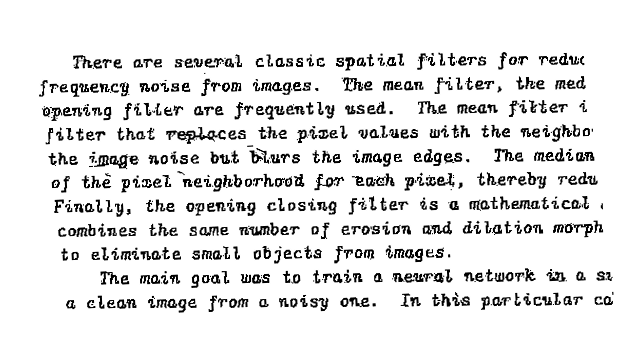 There are several classic spatial filters for reduc
frequency noise from images. The mean filter, the med
opening filter are frequently used. The mean filter i
filter that replaces the pixel values with the neighbo
the image noise but blurs the image edges. The median
of the pixel neighborhood for each pixel, thereby redu
Finally, the opening closing filter is a mathematical
combines the same number of erosion and dilation morph
to eliminate small objects from images.
The main goal was to train a neural network in a si
a clean image from a noisy one. In this particular ca